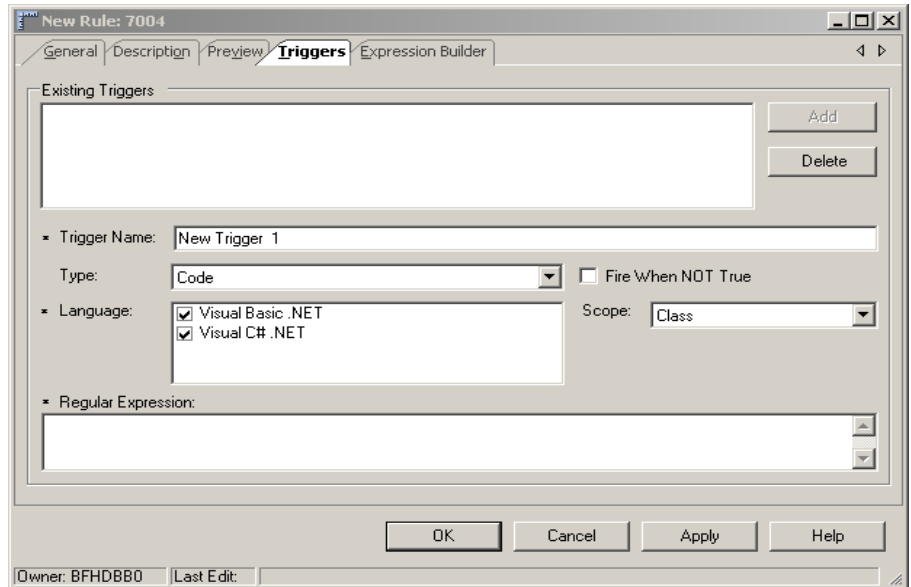 New Rule: 7004
General Description Preview Triggers Expression Builder
Existing Triggers
Add
Delete
* Trigger Name: New Trigger 1
Type: Code Fire When NOT True
* Language: Visual Basic .NET Scope: Class
Visual C# .NET
* Regular Expression:
OK Cancel Apply Help
Owner: BFHDBB0 Last Edit: